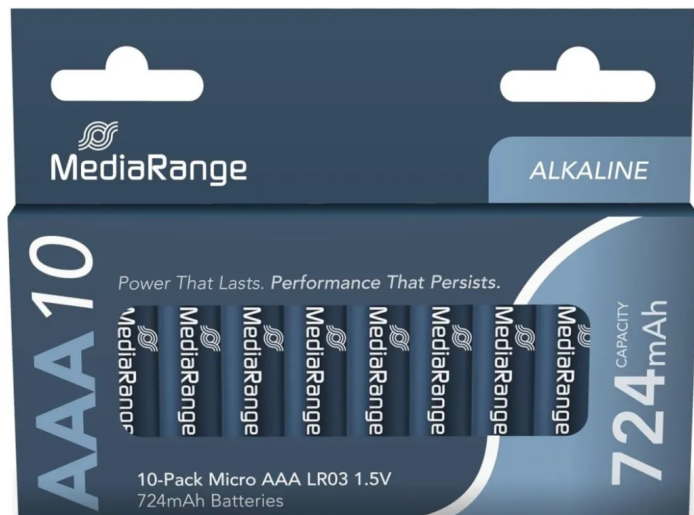 MediaRange
ALKALINE
AAA 10
Power That Lasts. Performance That Persists.
MediaRange
MediaRange
MediaRange
MediaRange
MediaRange
MediaRange
MediaRange
MediaRange
CAPACITY
724mAh
10-Pack Micro AAA LR03 1.5V
724mAh Batteries